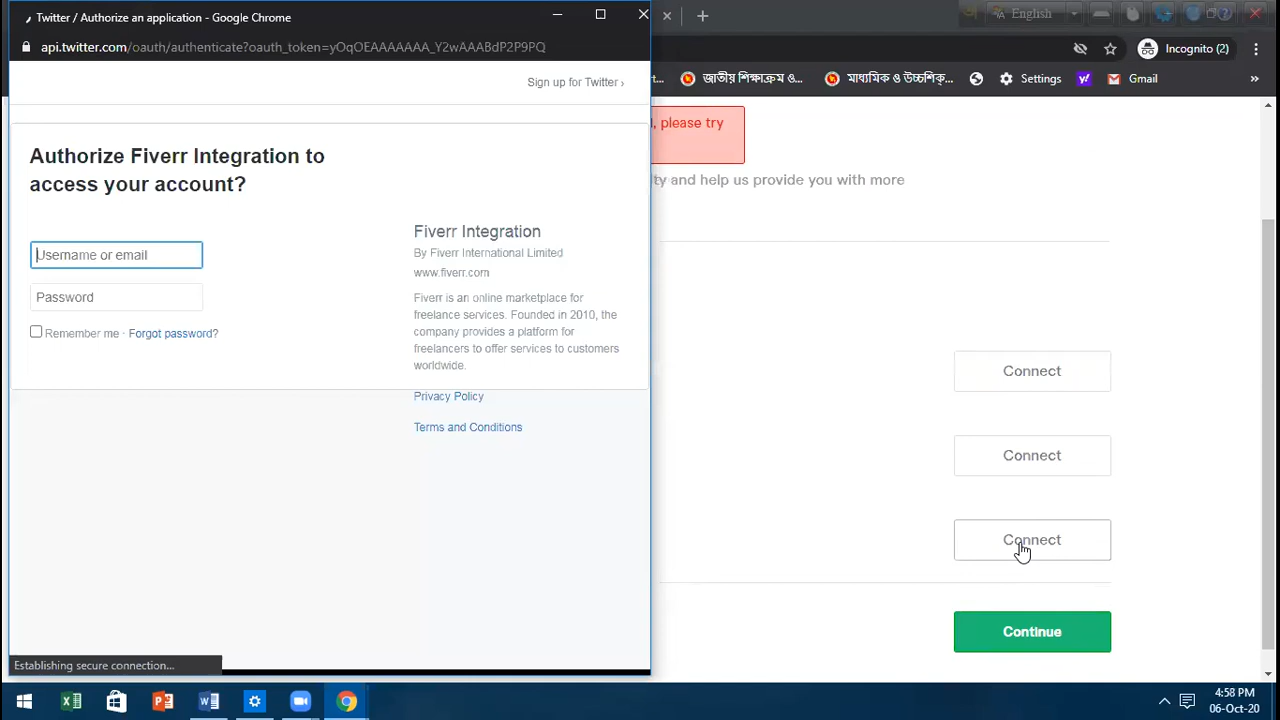 Twitter / Authorize an application - Google Chrome
English
api.twitter.com/oauth/authenticate?oauth_token=yOqOEAAAAAAA_Y2wAAABdP2P9PQ
Incognito (2)
Sign up for Twitter ›
জাতীয় শিক্ষাক্রম ও...
মাধ্যমিক ও উচ্চশিক্...
Settings
Gmail
»
Authorize Fiverr Integration to
access your account?
, please try
ty and help us provide you with more
Username or email
Password
Remember me · Forgot password?
Fiverr Integration
By Fiverr International Limited
www.fiverr.com
Fiverr is an online marketplace for
freelance services. Founded in 2010, the
company provides a platform for
freelancers to offer services to customers
worldwide.
Privacy Policy
Terms and Conditions
Connect
Connect
Connect
Continue
Establishing secure connection...
4:58 PM
06-Oct-20